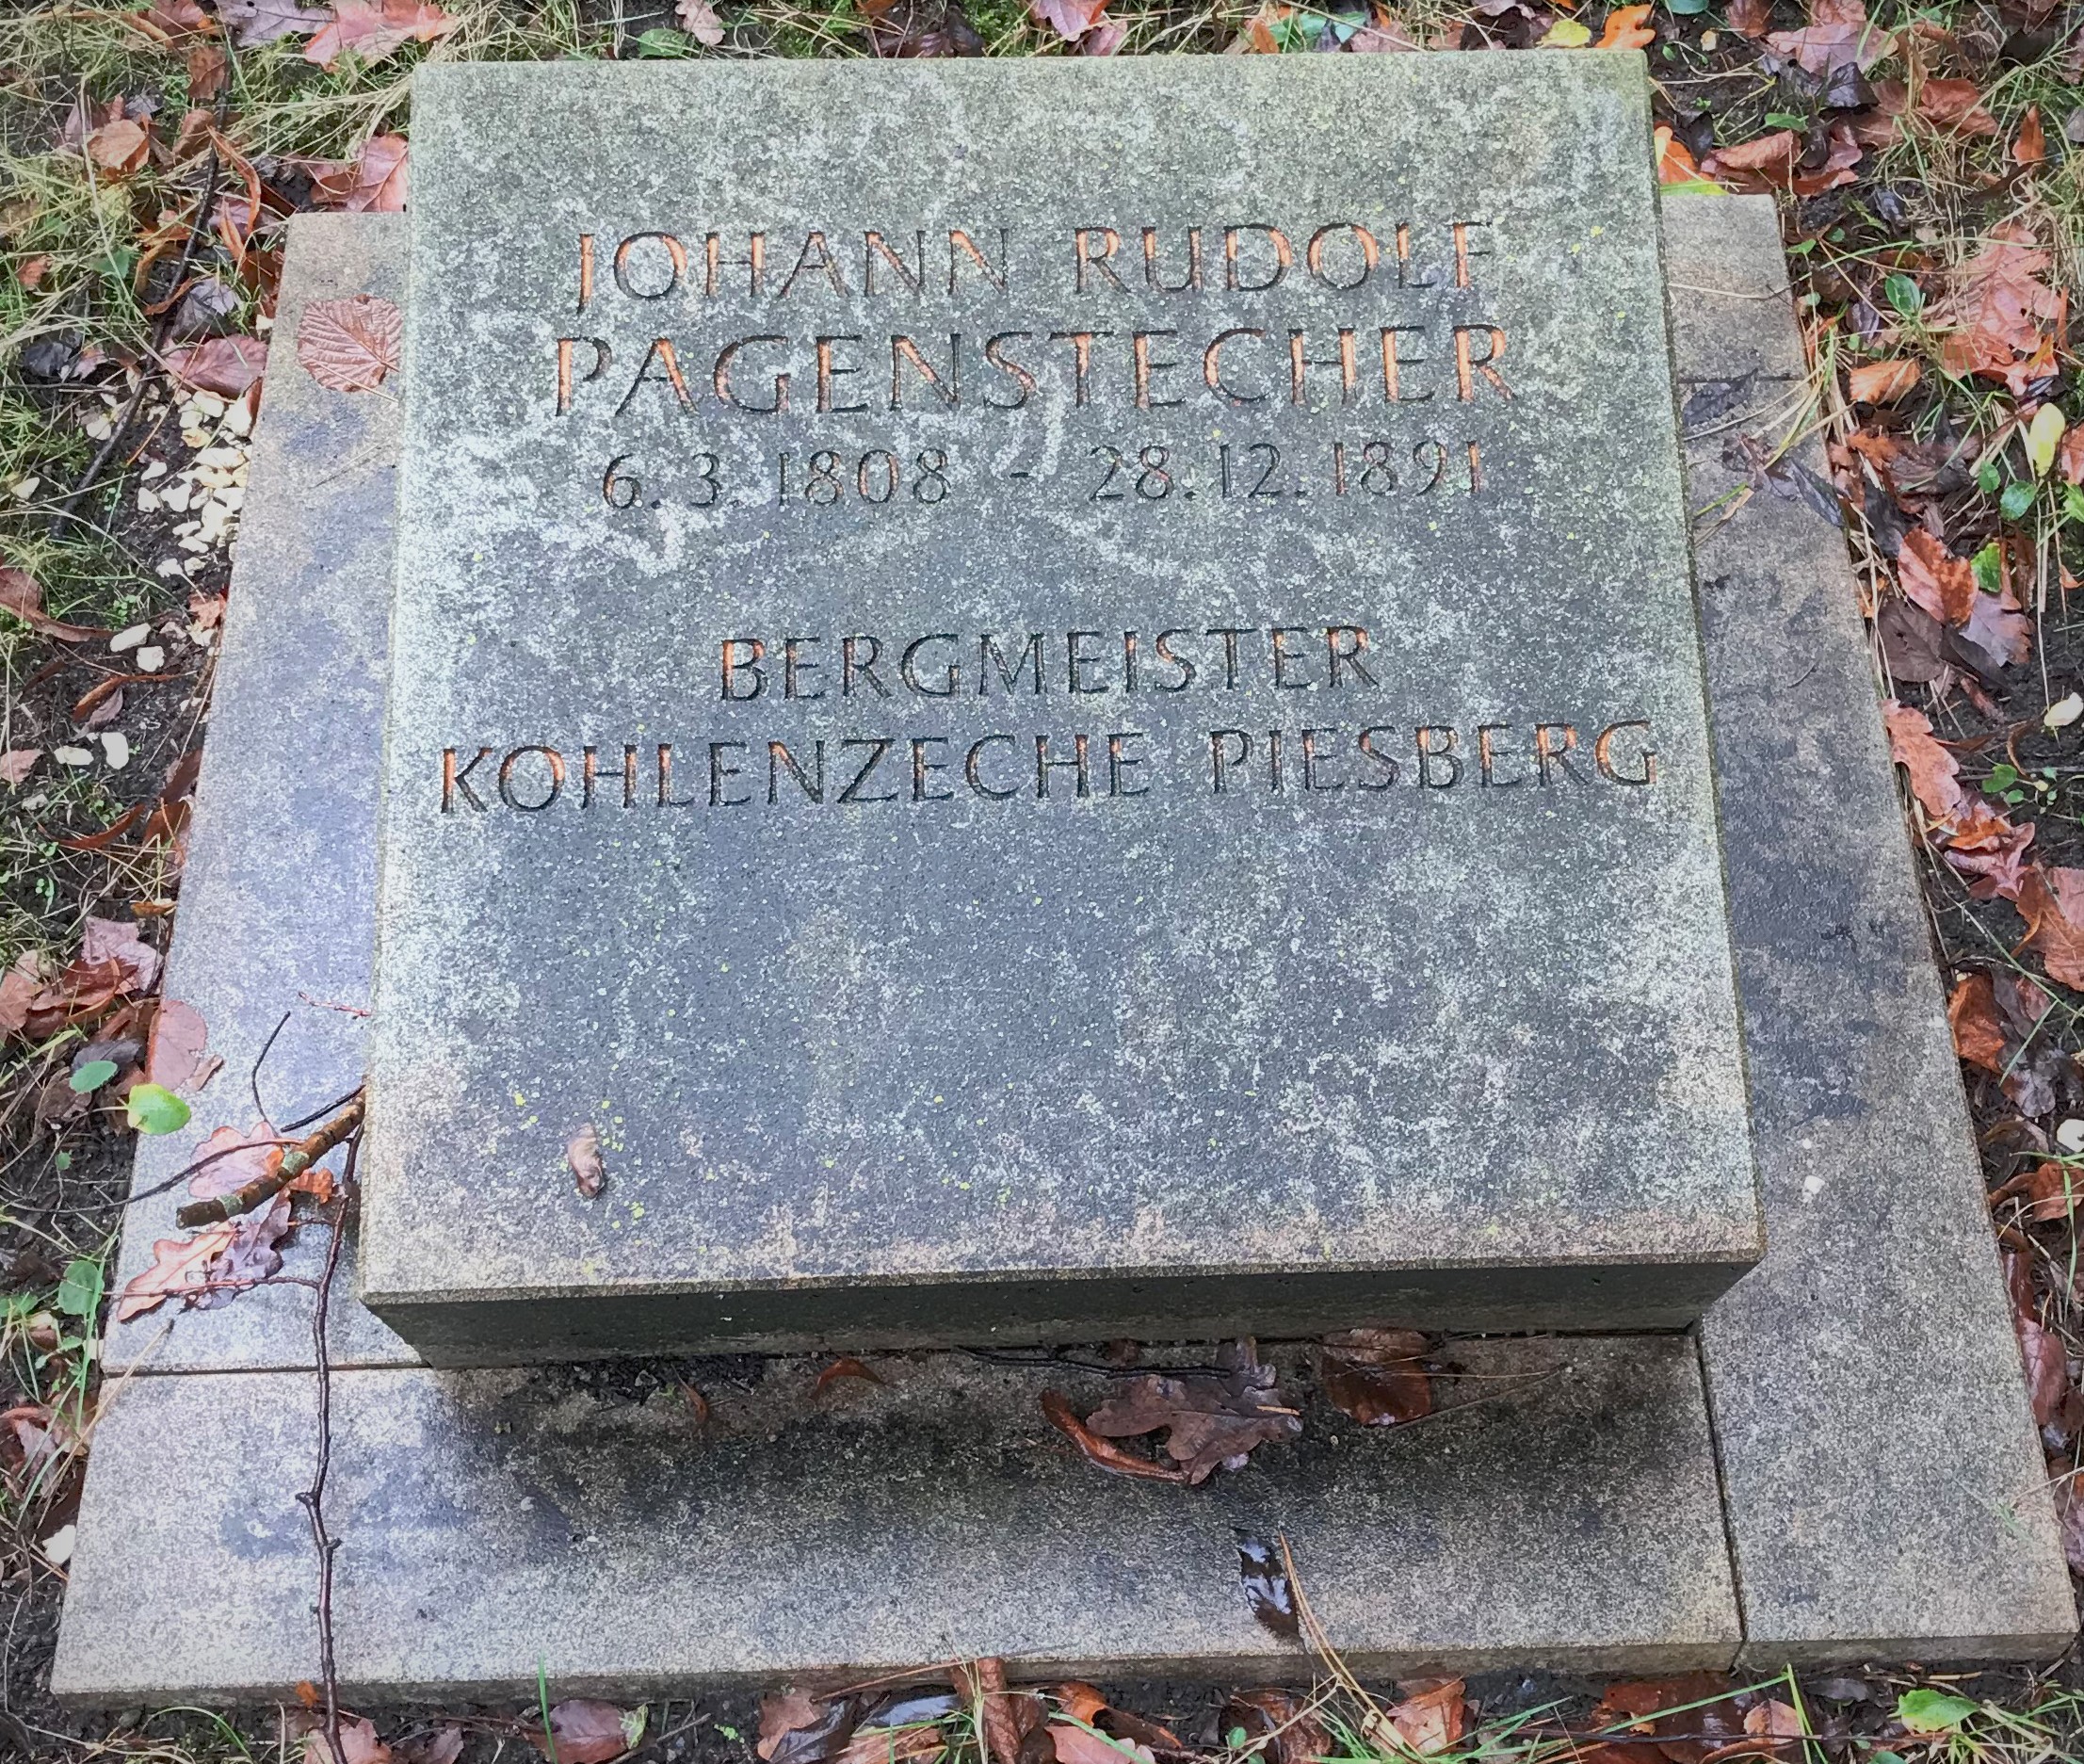 JOHANN RUDOLF
PAGENSTECHER
6.3.1808 - 28.12.1891
BERGMEISTER
KOHLENZECHE PIESBERG